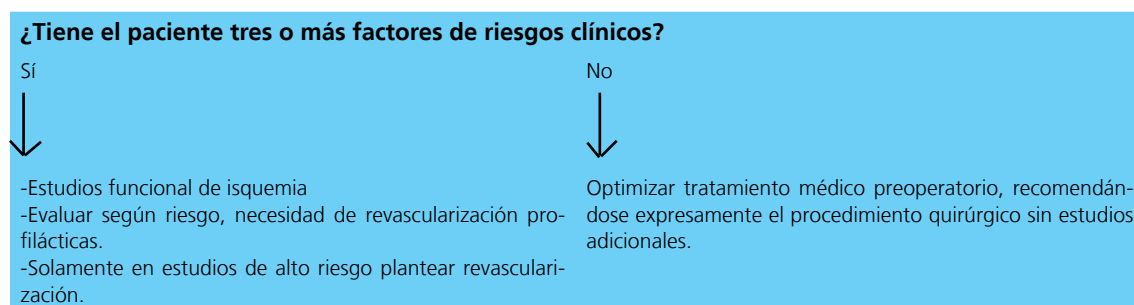 ¿Tiene el paciente tres o más factores de riesgos clínicos?
Sí
No
-Estudios funcional de isquemia
-Evaluar según riesgo, necesidad de revascularización pro-
filácticas.
-Solamente en estudios de alto riesgo plantear revasculari-
zación.
Optimizar tratamiento médico preoperatorio, recomendán-
dose expresamente el procedimiento quirúrgico sin estudios
adicionales.